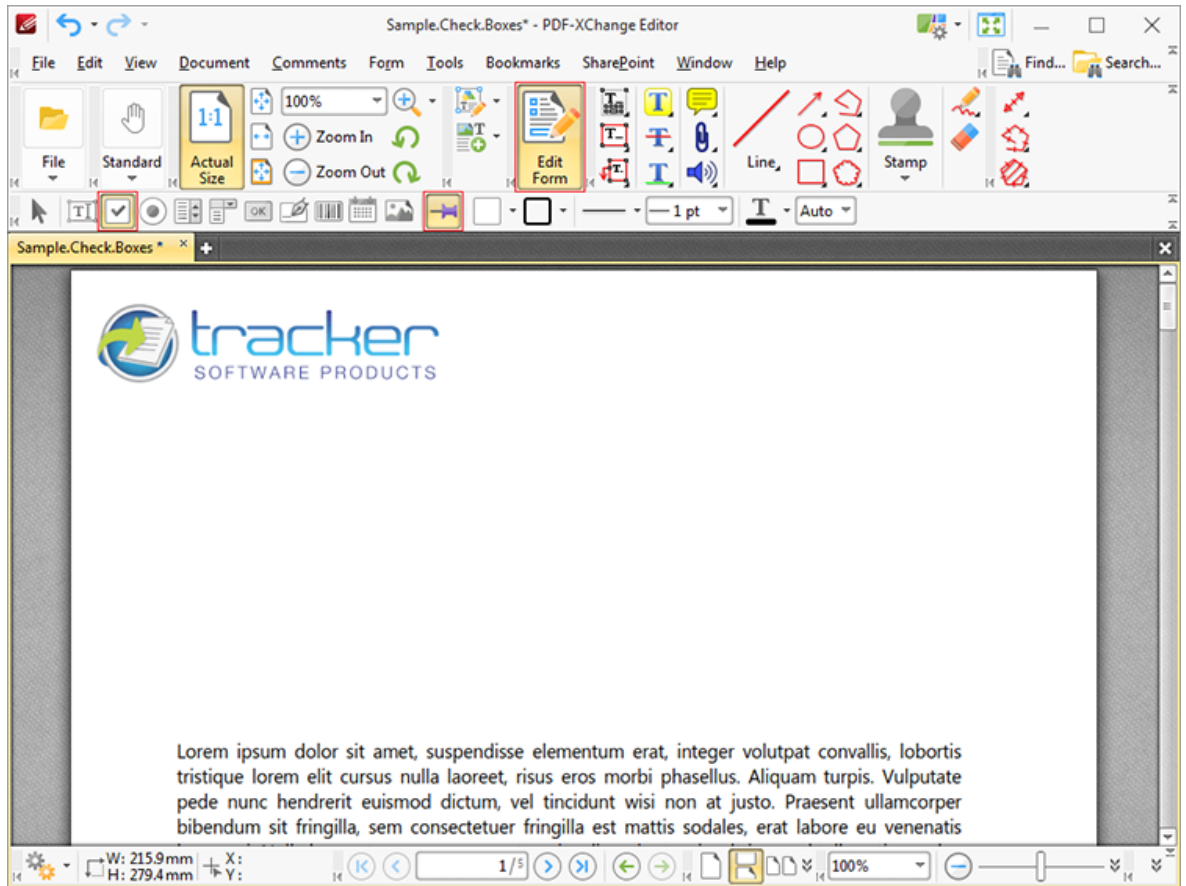 Sample.Check.Boxes* - PDF-XChange Editor
File Edit View Document Comments Form Tools Bookmarks SharePoint Window Help Find... Search...
1:1 100%
Zoom In
File Standard Actual Size Zoom Out Edit Form Line Stamp
OK 1 pt T Auto
Sample.Check.Boxes *
tracker
SOFTWARE PRODUCTS
Lorem ipsum dolor sit amet, suspendisse elementum erat, integer volutpat convallis, lobortis
tristique lorem elit cursus nulla laoreet, risus eros morbi phasellus. Aliquam turpis. Vulputate
pede nunc hendrerit euismod dictum, vel tincidunt wisi non at justo. Praesent ullamcorper
bibendum sit fringilla, sem consectetuer fringilla est mattis sodales, erat labore eu venenatis
W: 215.9mm X:
H: 279.4mm Y:
1/5 100%